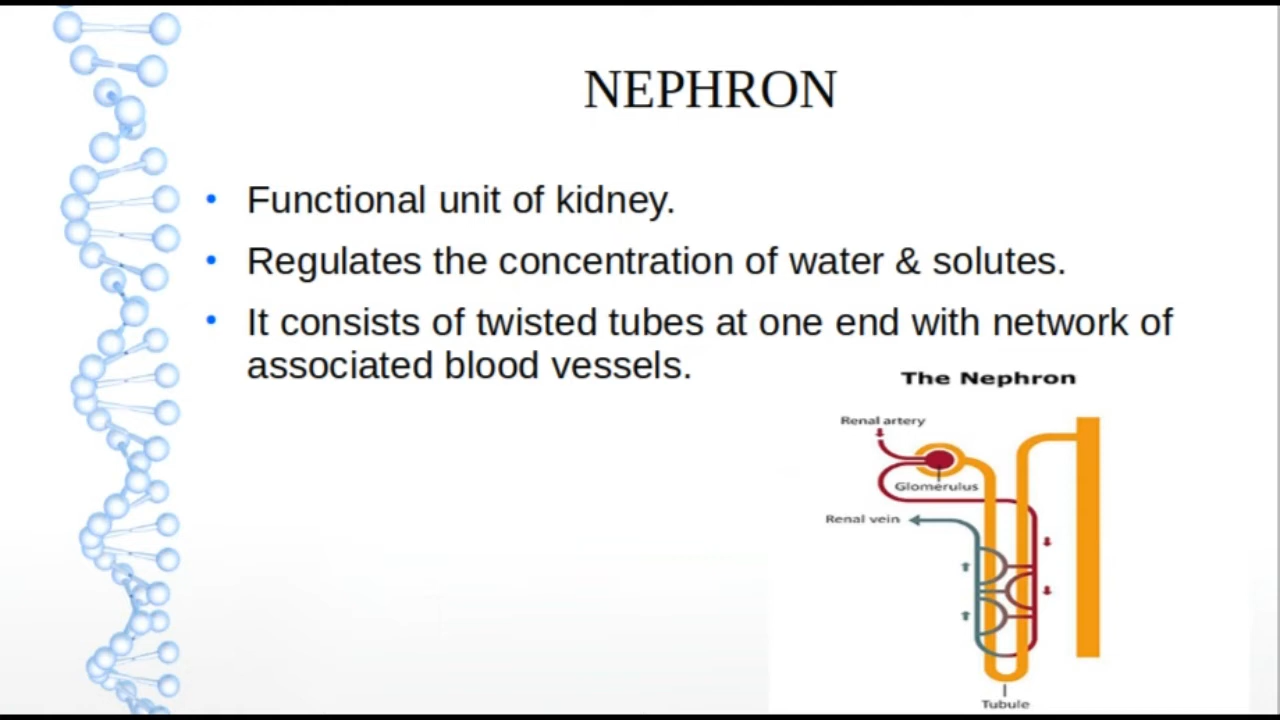 NEPHRON
• Functional unit of kidney.
• Regulates the concentration of water & solutes.
• It consists of twisted tubes at one end with network of
associated blood vessels.
The Nephron
Renal artery
Glomerulus
Renal vein
Tubule